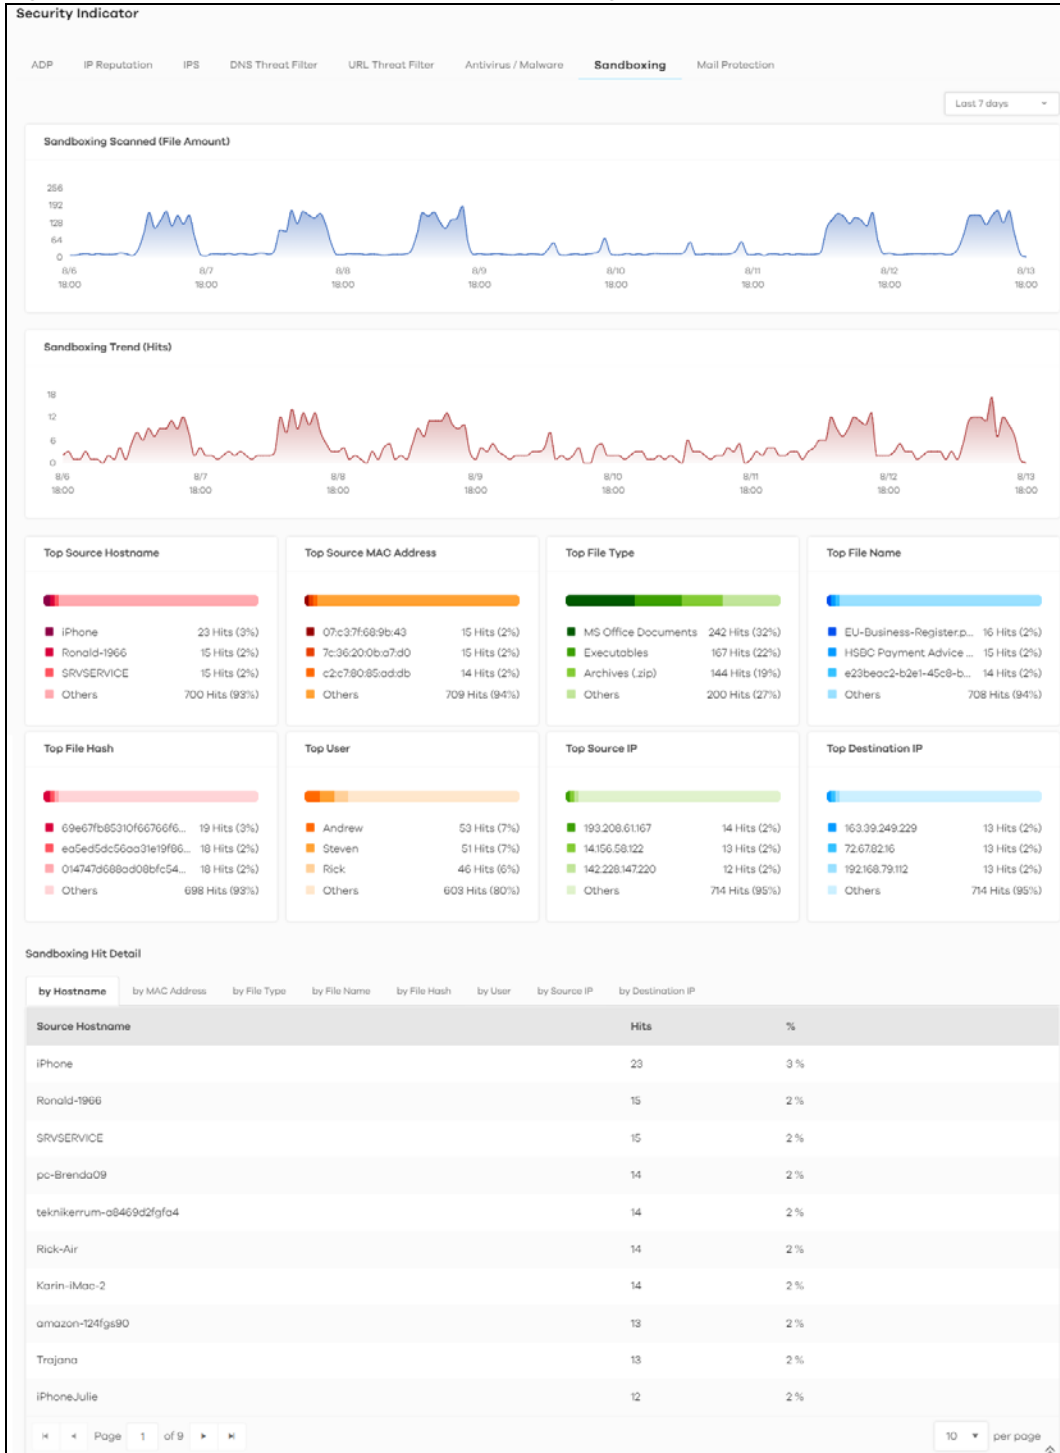 Security Indicator
ADP IP Reputation IPS DNS Threat Filter URL Threat Filter Antivirus / Malware Sandboxing Mail Protection
Last 7 days
Sandboxing Scanned (File Amount)
256
192
128
64
0
8/6 8/7 8/8 8/9 8/10 8/11 8/12 8/13
18:00 18:00 18:00 18:00 18:00 18:00 18:00 18:00
Sandboxing Trend (Hits)
18
12
6
0
8/6 8/7 8/8 8/9 8/10 8/11 8/12 8/13
18:00 18:00 18:00 18:00 18:00 18:00 18:00 18:00
Top Source Hostname
iPhone 23 Hits (3%)
Ronald-1966 15 Hits (2%)
SRVSERVICE 15 Hits (2%)
Others 700 Hits (93%)
Top Source MAC Address
07:c3:7f:68:9b:43 15 Hits (2%)
7c:36:20:0b:a7:d0 15 Hits (2%)
c2:c7:80:85:ad:db 14 Hits (2%)
Others 709 Hits (94%)
Top File Type
MS Office Documents 242 Hits (32%)
Executables 167 Hits (22%)
Archives (.zip) 144 Hits (19%)
Others 200 Hits (27%)
Top File Name
EU-Business-Register.p... 16 Hits (2%)
HSBC Payment Advice ... 15 Hits (2%)
e23beac2-b2e1-45c8-b... 14 Hits (2%)
Others 708 Hits (94%)
Top File Hash
69e67fb85310f66766f6... 19 Hits (3%)
ea5ed5dc56aa31e19f86... 18 Hits (2%)
014747d688ad08bfc54... 18 Hits (2%)
Others 698 Hits (93%)
Top User
Andrew 53 Hits (7%)
Steven 51 Hits (7%)
Rick 46 Hits (6%)
Others 603 Hits (80%)
Top Source IP
193.208.61.167 14 Hits (2%)
14.156.58.122 13 Hits (2%)
142.228.147.220 12 Hits (2%)
Others 714 Hits (95%)
Top Destination IP
163.39.249.229 13 Hits (2%)
72.67.82.16 13 Hits (2%)
192.168.79.112 13 Hits (2%)
Others 714 Hits (95%)
Sandboxing Hit Detail
by Hostname by MAC Address by File Type by File Name by File Hash by User by Source IP by Destination IP
Source Hostname Hits %
iPhone 23 3 %
Ronald-1966 15 2 %
SRVSERVICE 15 2 %
pc-Brenda09 14 2 %
teknikerrum-a8469d2fgfa4 14 2 %
Rick-Air 14 2 %
Karin-iMac-2 14 2 %
amazon-124fgs90 13 2 %
Trajana 13 2 %
iPhoneJulie 12 2 %
Page 1 of 9 10 per page